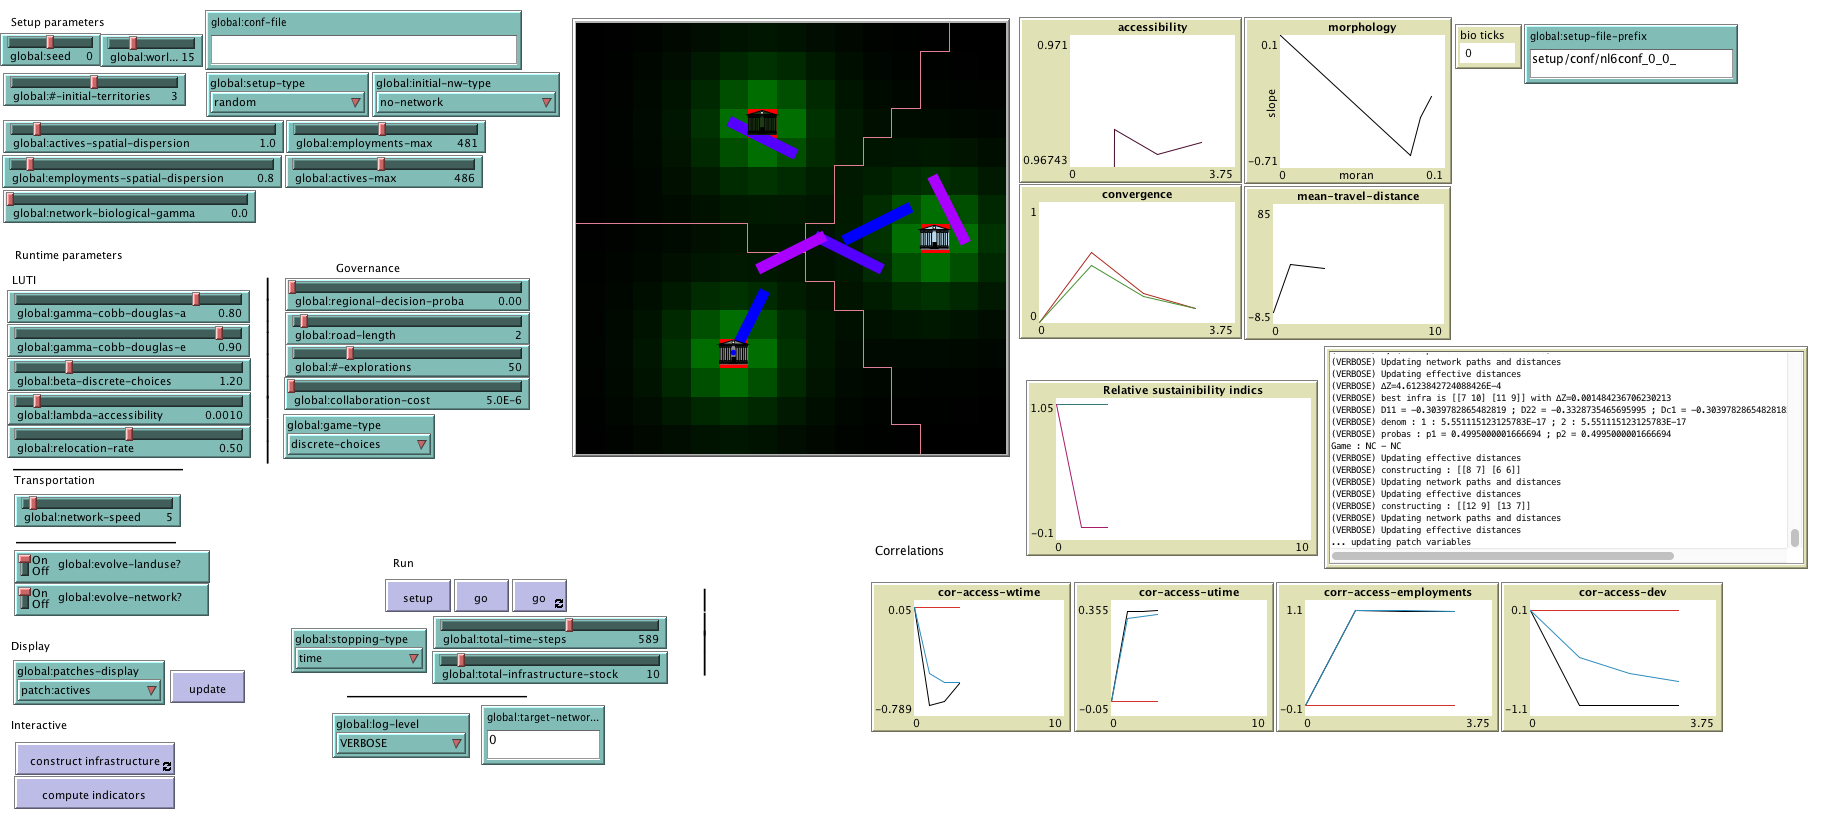 Setup parameters
global:seed 0
global:worl... 15
global:conf-file
global:#-initial-territories 3
global:setup-type
random
global:initial-nw-type
no-network
global:actives-spatial-dispersion 1.0
global:employments-max 481
global:employments-spatial-dispersion 0.8
global:actives-max 486
global:network-biological-gamma 0.0
Runtime parameters
LUTI
global:gamma-cobb-douglas-a 0.80
global:gamma-cobb-douglas-e 0.90
global:beta-discrete-choices 1.20
global:lambda-accessibility 0.0010
global:relocation-rate 0.50
Governance
global:regional-decision-proba 0.00
global:road-length 2
global:#-explorations 50
global:collaboration-cost 5.0E-6
global:game-type
discrete-choices
Transportation
global:network-speed 5
On
Off
global:evolve-landuse?
On
Off
global:evolve-network?
Display
global:patches-display
patch:actives
update
Interactive
construct infrastructure
compute indicators
Run
setup
go
go
global:stopping-type
time
global:total-time-steps 589
global:total-infrastructure-stock 10
global:log-level
VERBOSE
global:target-networ...
0
accessibility
0.971
0.96743
0 3.75
morphology
0.1
slope
-0.71
0 moran 0.1
bio ticks
0
global:setup-file-prefix
setup/conf/nl6conf_0_0_
convergence
1
0
0 3.75
mean-travel-distance
85
-8.5
0 10
Relative sustainibility indics
1.05
-0.1
0 10
(VERBOSE) Updating network paths and distances
(VERBOSE) Updating effective distances
(VERBOSE) ΔZ=4.6123842724088426E-4
(VERBOSE) best infra is [[7 10] [11 9]] with ΔZ=0.001484236706230213
(VERBOSE) D11 = -0.3039782865482819 ; D22 = -0.3328735465695995 ; Dc1 = -0.3039782865482818
(VERBOSE) denom : 1 : 5.551115123125783E-17 ; 2 : 5.551115123125783E-17
(VERBOSE) probas : p1 = 0.4995000001666694 ; p2 = 0.4995000001666694
Game : NC - NC
(VERBOSE) Updating effective distances
(VERBOSE) constructing : [[8 7] [6 6]]
(VERBOSE) Updating network paths and distances
(VERBOSE) Updating effective distances
(VERBOSE) constructing : [[12 9] [13 7]]
(VERBOSE) Updating network paths and distances
(VERBOSE) Updating effective distances
... updating patch variables
Correlations
cor-access-wtime
0.05
-0.789
0 10
cor-access-utime
0.355
-0.05
0 10
corr-access-employments
1.1
-0.1
0 3.75
cor-access-dev
0.1
-1.1
0 3.75